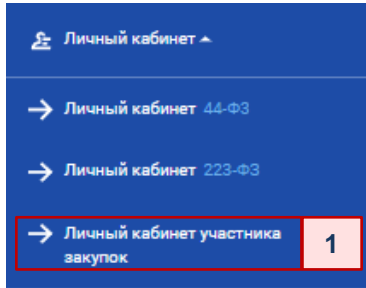 Личный кабинет
Личный кабинет 44-ФЗ
Личный кабинет 223-ФЗ
Личный кабинет участника
закупок
1